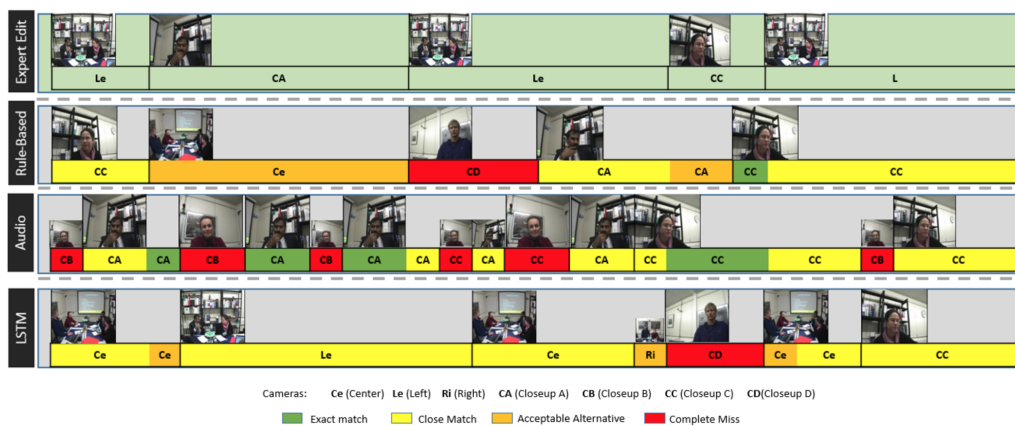 Expert Edit
Le CA Le CC L
Rule-Based
CC Ce CD CA CA CC CC
Audio
CB CA CA CB CA CB CA CA CC CA CC CA CC CC CC CB CC
LSTM
Ce Ce Le Ce Ri CD Ce Ce CC
Cameras: Ce (Center) Le (Left) Ri (Right) CA (Closeup A) CB (Closeup B) CC (Closeup C) CD(Closeup D)
Exact match Close Match Acceptable Alternative Complete Miss